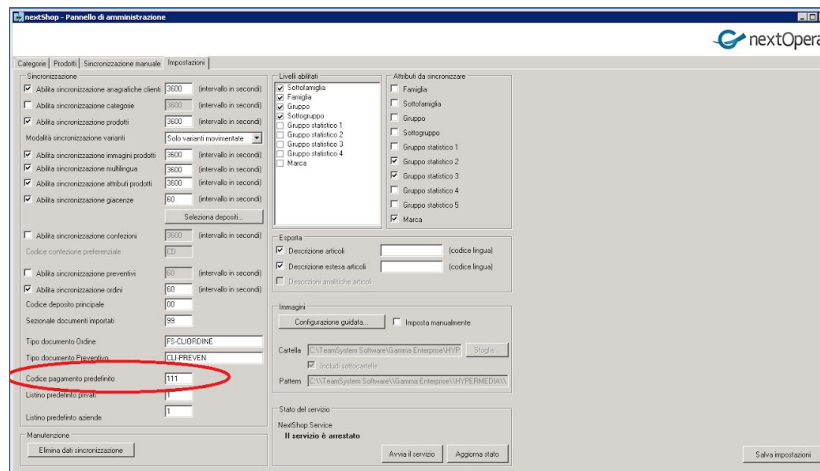 nextShop - Pannello di amministrazione
nextOpera
Categorie Prodotti Sincronizzazione manuale Impostazioni
Sincronizzazione
Abilita sincronizzazione anagrafiche clienti 3600 (intervallo in secondi)
Abilita sincronizzazione categorie 3600 (intervallo in secondi)
Abilita sincronizzazione prodotti 3600 (intervallo in secondi)
Modalità sincronizzazione varianti Solo varianti movimentate
Abilita sincronizzazione immagini prodotti 3600 (intervallo in secondi)
Abilita sincronizzazione multilingua 3600 (intervallo in secondi)
Abilita sincronizzazione attributi prodotti 3600 (intervallo in secondi)
Abilita sincronizzazione giacenze 60 (intervallo in secondi)
Seleziona depositi...
Abilita sincronizzazione confezioni 3600 (intervallo in secondi)
Codice confezione preferenziale CD
Abilita sincronizzazione preventivi 60 (intervallo in secondi)
Abilita sincronizzazione ordini 60 (intervallo in secondi)
Codice deposito principale 00
Sezionale documenti importati 99
Tipo documento Ordine FS-CLIORDINE
Tipo documento Preventivo CLI-PREVEN
Codice pagamento predefinito 111
Listino predefinito privati 1
Listino predefinito aziende 1
Manutenzione
Elimina dati sincronizzazione
Livelli abilitati
Sottofamiglia
Famiglia
Gruppo
Sottogruppo
Gruppo statistico 1
Gruppo statistico 2
Gruppo statistico 3
Gruppo statistico 4
Marca
Attributi da sincronizzare
Famiglia
Sottofamiglia
Gruppo
Sottogruppo
Gruppo statistico 1
Gruppo statistico 2
Gruppo statistico 3
Gruppo statistico 4
Gruppo statistico 5
Marca
Esporta
Descrizione articoli (codice lingua)
Descrizione estesa articoli (codice lingua)
Descrizioni analitiche articoli
Immagini
Configurazione guidata... Imposta manualmente
Cartella C:\TeamSystem Software\Gamma Enterprise\HYP Sfoglia...
Includi sottocartelle
Pattern C:\\TeamSystem Software\\Gamma Enterprise\\HYPERMEDIA\\
Stato del servizio
NextShop Service
Il servizio è arrestato
Avvia il servizio Aggiorna stato
Salva impostazioni